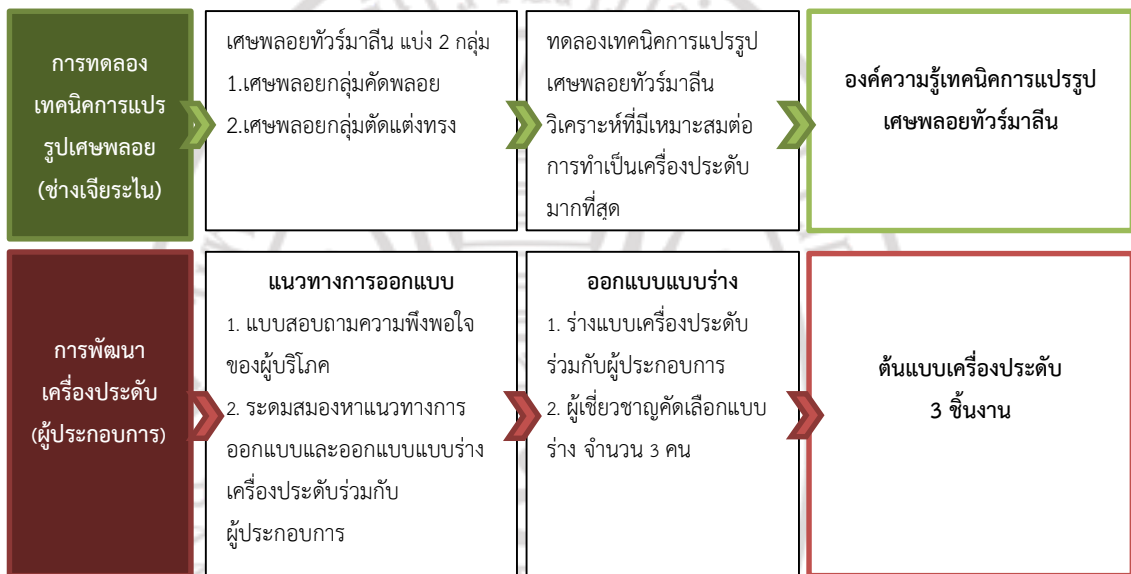 การทดลอง
เทคนิคการแปร
รูปเศษพลอย
(ช่างเจียระไน)
เศษพลอยทัวร์มาลีน แบ่ง 2 กลุ่ม
1.เศษพลอยกลุ่มคัดพลอย
2.เศษพลอยกลุ่มตัดแต่งทรง
ทดลองเทคนิคการแปรรูป
เศษพลอยทัวร์มาลีน
วิเคราะห์ที่มีเหมาะสมต่อ
การทำเป็นเครื่องประดับ
มากที่สุด
องค์ความรู้เทคนิคการแปรรูป
เศษพลอยทัวร์มาลีน
การพัฒนา
เครื่องประดับ
(ผู้ประกอบการ)
แนวทางการออกแบบ
1. แบบสอบถามความพึงพอใจ
ของผู้บริโภค
2. ระดมสมองหาแนวทางการ
ออกแบบและออกแบบแบบร่าง
เครื่องประดับร่วมกับ
ผู้ประกอบการ
ออกแบบแบบร่าง
1. ร่างแบบเครื่องประดับ
ร่วมกับผู้ประกอบการ
2. ผู้เชี่ยวชาญคัดเลือกแบบ
ร่าง จำนวน 3 คน
ต้นแบบเครื่องประดับ
3 ชิ้นงาน